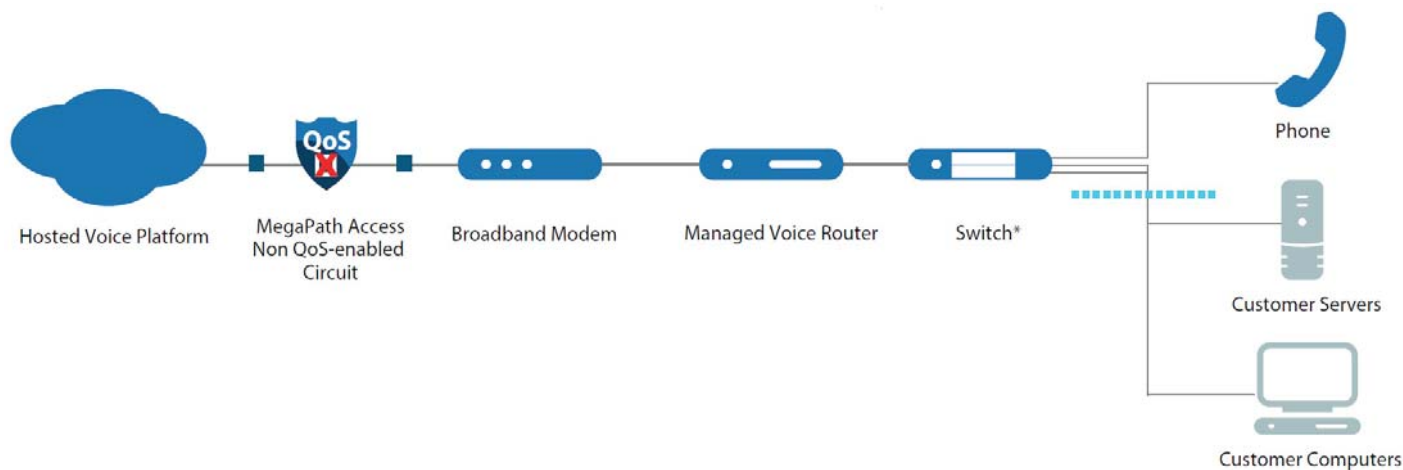 QoS
X
Hosted Voice Platform
MegaPath Access
Non QoS-enabled
Circuit
Broadband Modem
Managed Voice Router
Switch*
Phone
Customer Servers
Customer Computers